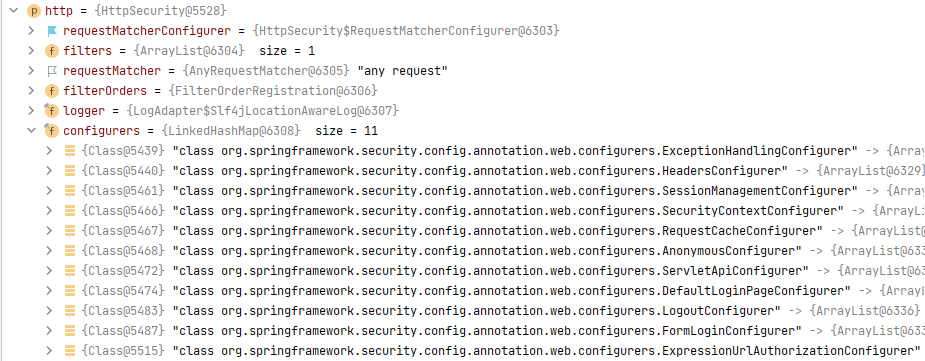 p http = {HttpSecurity@5528}
requestMatcherConfigurer = {HttpSecurity$RequestMatcherConfigurer@6303}
f filters = {ArrayList@6304} size = 1
requestMatcher = {AnyRequestMatcher@6305} "any request"
f filterOrders = {FilterOrderRegistration@6306}
f logger = {LogAdapter$Slf4jLocationAwareLog@6307}
f configurers = {LinkedHashMap@6308} size = 11
{Class@5439} "class org.springframework.security.config.annotation.web.configurers.ExceptionHandlingConfigurer" -> {Array
{Class@5440} "class org.springframework.security.config.annotation.web.configurers.HeadersConfigurer" -> {ArrayList@6329}
{Class@5461} "class org.springframework.security.config.annotation.web.configurers.SessionManagementConfigurer" -> {Array
{Class@5466} "class org.springframework.security.config.annotation.web.configurers.SecurityContextConfigurer" -> {ArrayLis
{Class@5467} "class org.springframework.security.config.annotation.web.configurers.RequestCacheConfigurer" -> {ArrayList@
{Class@5468} "class org.springframework.security.config.annotation.web.configurers.AnonymousConfigurer" -> {ArrayList@633
{Class@5472} "class org.springframework.security.config.annotation.web.configurers.ServletApiConfigurer" -> {ArrayList@63
{Class@5474} "class org.springframework.security.config.annotation.web.configurers.DefaultLoginPageConfigurer" -> {ArrayL
{Class@5483} "class org.springframework.security.config.annotation.web.configurers.LogoutConfigurer" -> {ArrayList@6336}
{Class@5487} "class org.springframework.security.config.annotation.web.configurers.FormLoginConfigurer" -> {ArrayList@633
{Class@5515} "class org.springframework.security.config.annotation.web.configurers.ExpressionUrlAuthorizationConfigurer"